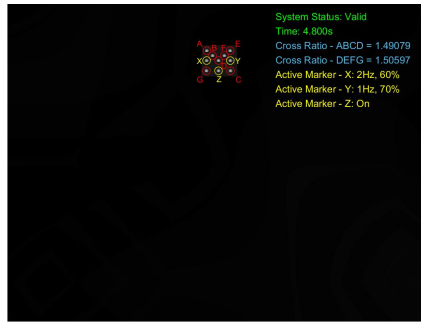 System Status: Valid
Time: 4.800s
Cross Ratio - ABCD = 1.49079
Cross Ratio - DEFG = 1.50597
Active Marker - X: 2Hz, 60%
Active Marker - Y: 1Hz, 70%
Active Marker - Z: On
A E
B F
X Y
G Z C